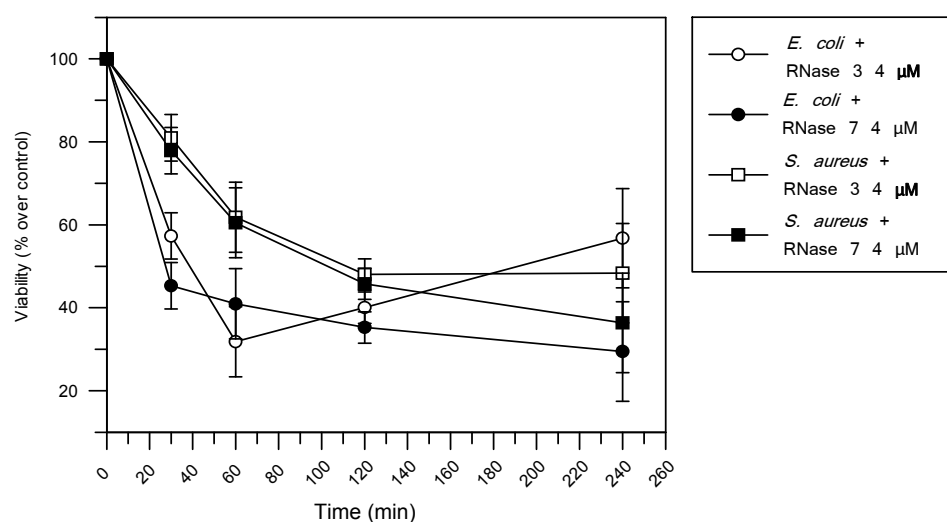 100
80
60
40
20
Viability (% over control)
0 20 40 60 80 100 120 140 160 180 200 220 240 260
Time (min)
E. coli +
RNase 3 4 μM
E. coli +
RNase 7 4 μM
S. aureus +
RNase 3 4 μM
S. aureus +
RNase 7 4 μM